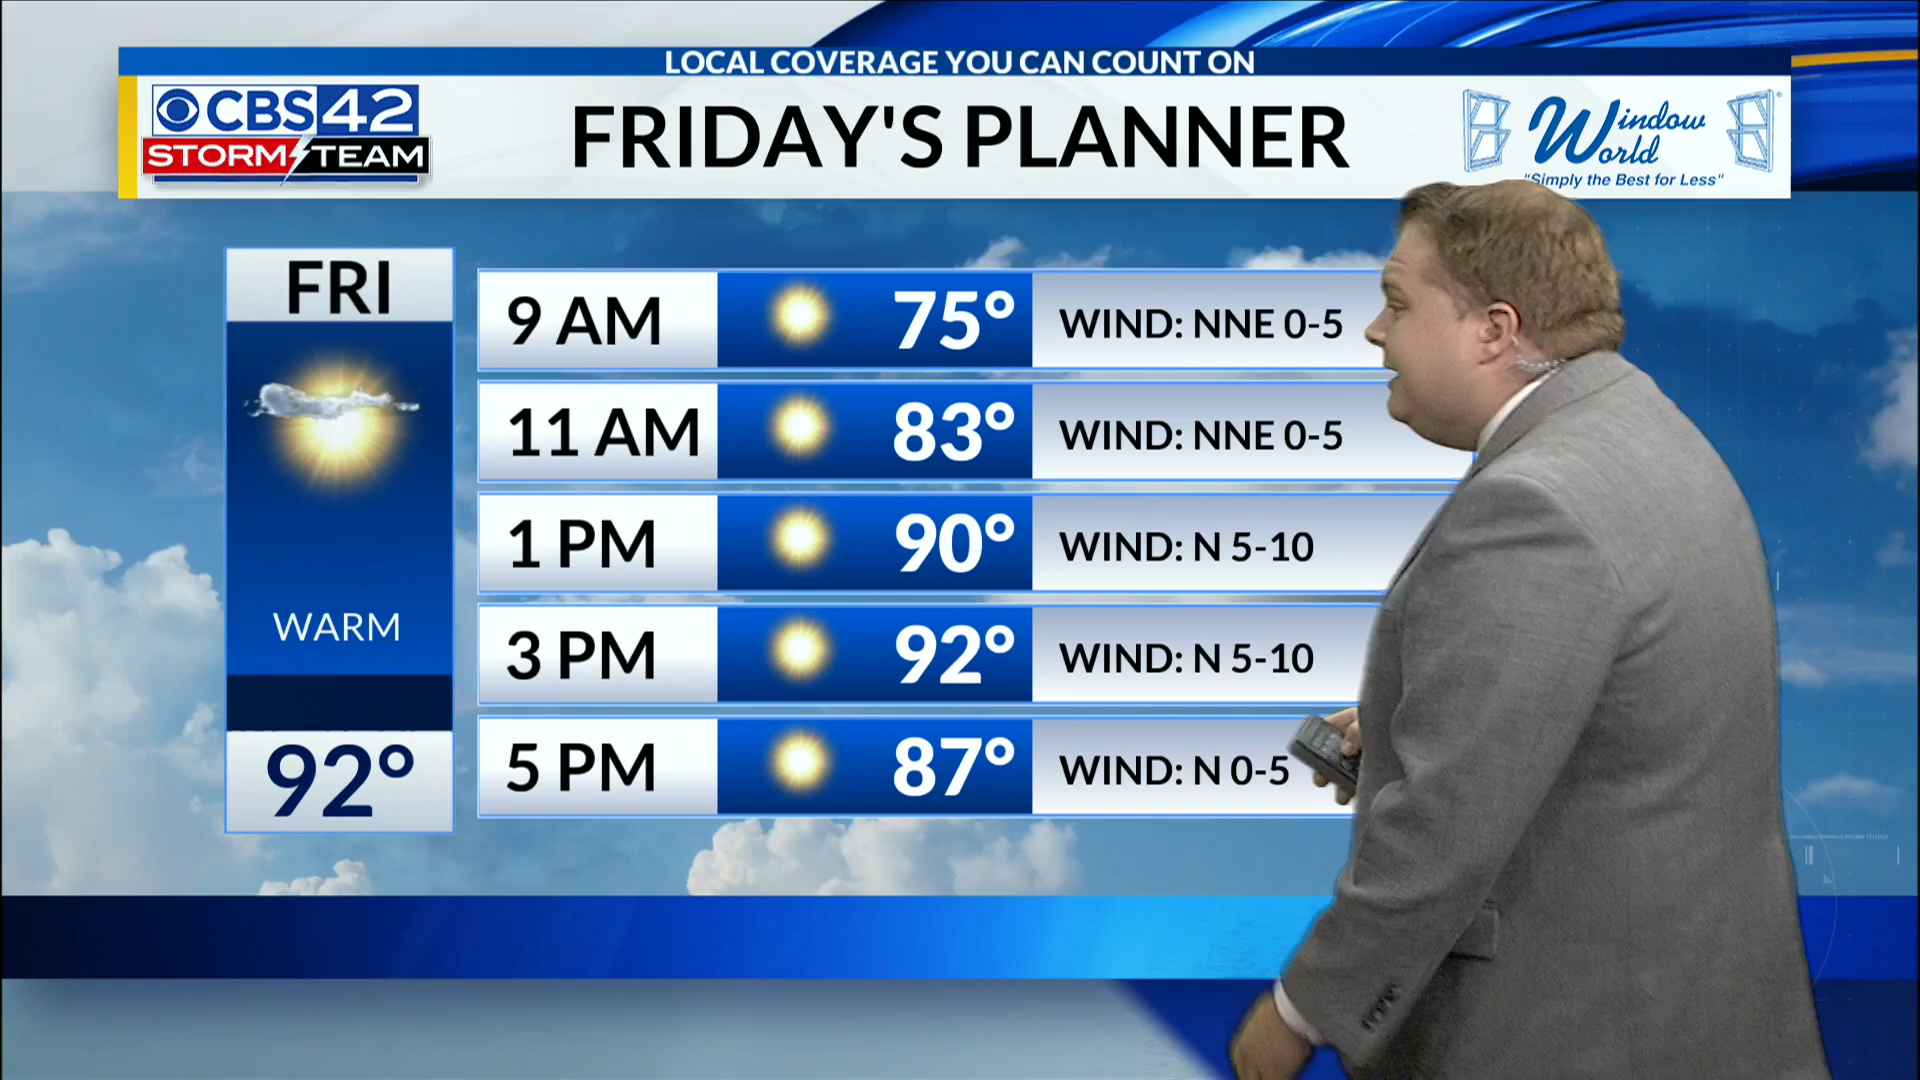 LOCAL COVERAGE YOU CAN COUNT ON
CBS 42
STORM TEAM
FRIDAY'S PLANNER
Window World
"Simply the Best for Less"
FRI
WARM
92°
9 AM 75° WIND: NNE 0-5
11 AM 83° WIND: NNE 0-5
1 PM 90° WIND: N 5-10
3 PM 92° WIND: N 5-10
5 PM 87° WIND: N 0-5